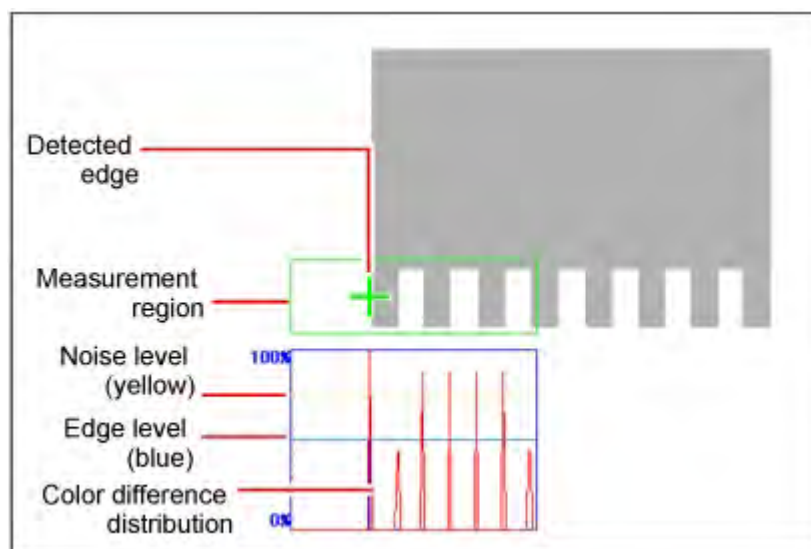 Detected
edge
Measurement
region
Noise level
(yellow)
100%
Edge level
(blue)
Color difference
distribution
0%